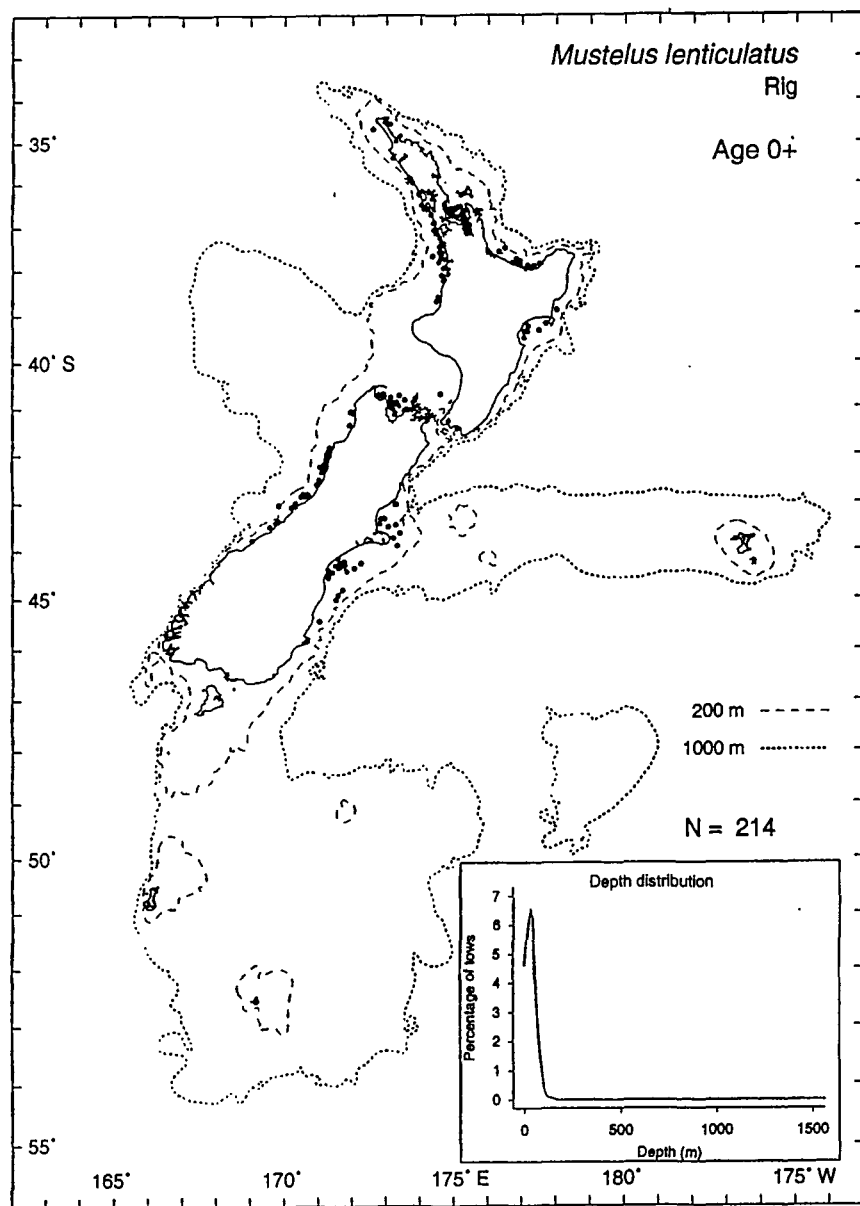 Mustelus lenticulatus
Rig
Age 0+
35°
40° S
45°
200 m
1000 m
N = 214
50°
Depth distribution
7
6
5
4
3
2
1
0
Percentage of tows
0 500 1000 1500
Depth (m)
55°
165° 170° 175° E 180° 175° W